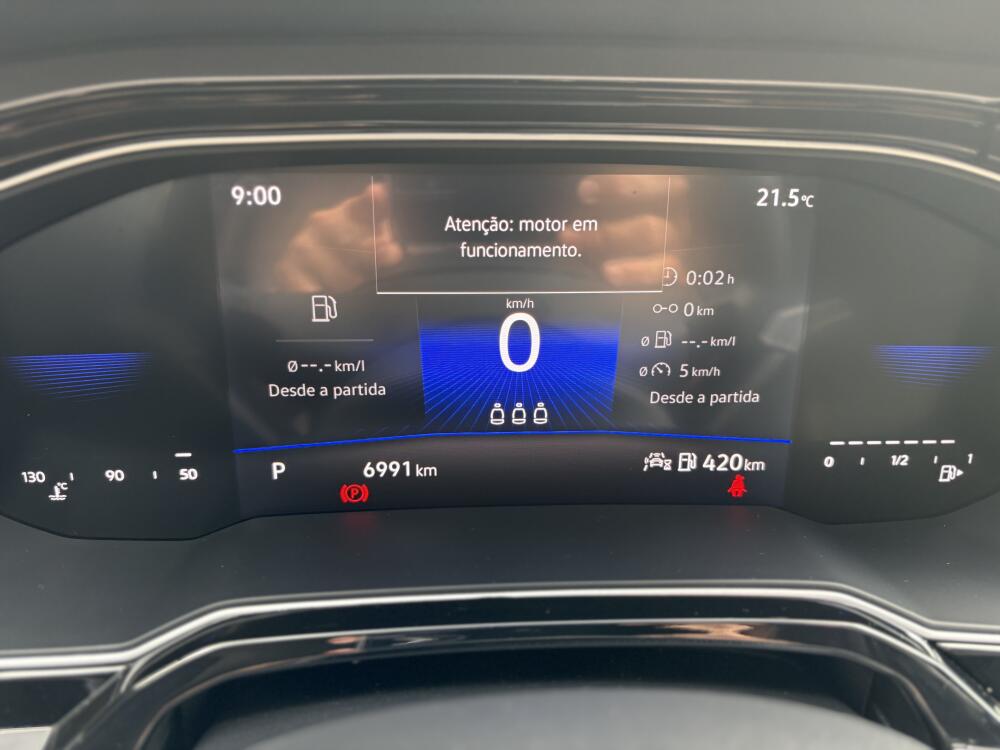 9:00
21.5°C
Atenção: motor em
funcionamento.
0:02 h
km/h
0 km
0
Ø --.- km/l
Ø --.- km/l
Ø 5 km/h
Desde a partida
Desde a partida
130 90 50
°C
P
6991 km
420 km
0 1/2 1
P